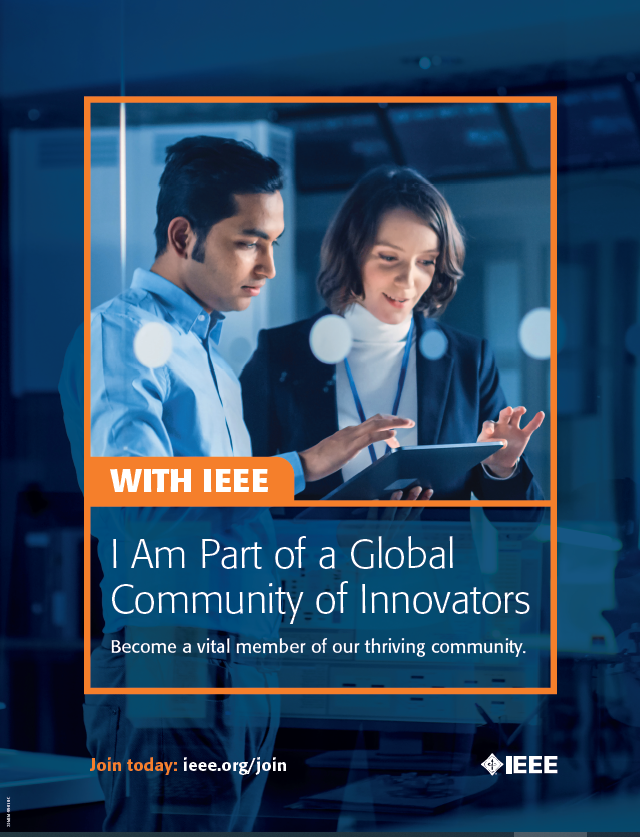 WITH IEEE
I Am Part of a Global
Community of Innovators
Become a vital member of our thriving community.
Join today: ieee.org/join
IEEE